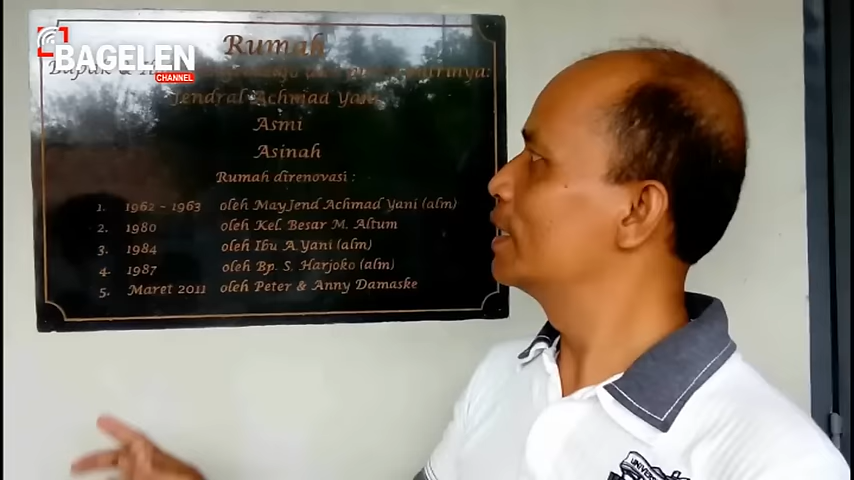 BAGELEN
CHANNEL
Rumah
Bapak &
Jendral Achmad Yani
Asmi
Asinah
Rumah direnovasi :
1. 1962 - 1963 oleh MayJend Achmad Yani (alm)
2. 1980 oleh Kel. Besar M. Altum
3. 1984 oleh Ibu A. Yani (alm)
4. 1987 oleh Bp. S. Harjoko (alm)
5. Maret 2011 oleh Peter & Anny Damaske